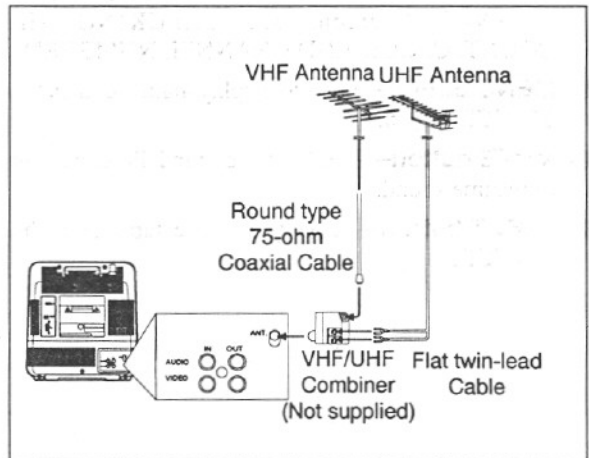 VHF Antenna UHF Antenna
Round type
75-ohm
Coaxial Cable
ANT.
IN OUT
AUDIO
VIDEO
VHF/UHF
Combiner
(Not supplied)
Flat twin-lead
Cable